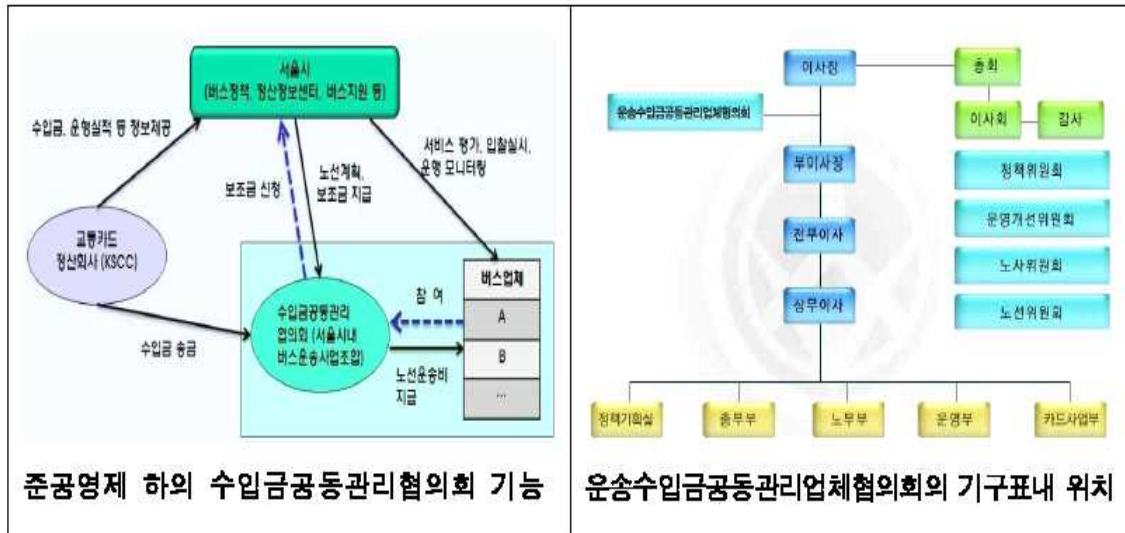 서울시
(버스정책, 정산정보센터, 버스지원 등)
수입금, 운행실적 등 정보제공
보조금 신청
노선계획,
보조금 지급
서비스 평가, 입찰실시,
운행 모니터링
교통카드
정산회사 (KSCC)
수입금 송금
수입금공동관리
협의회 (서울시내
버스운송사업조합)
참 여
노선운송비
지급
버스업체
A
B
...
준공영제 하의 수입금공동관리협의회 기능
이사장
총회
운송수입금공동관리업체협의회
이사회
감사
부이사장
정책위원회
운영개선위원회
전무이사
노사위원회
상무이사
노선위원회
정책기획실
총무부
노무부
운영부
카드사업부
운송수입금공동관리업체협의회의 기구표내 위치